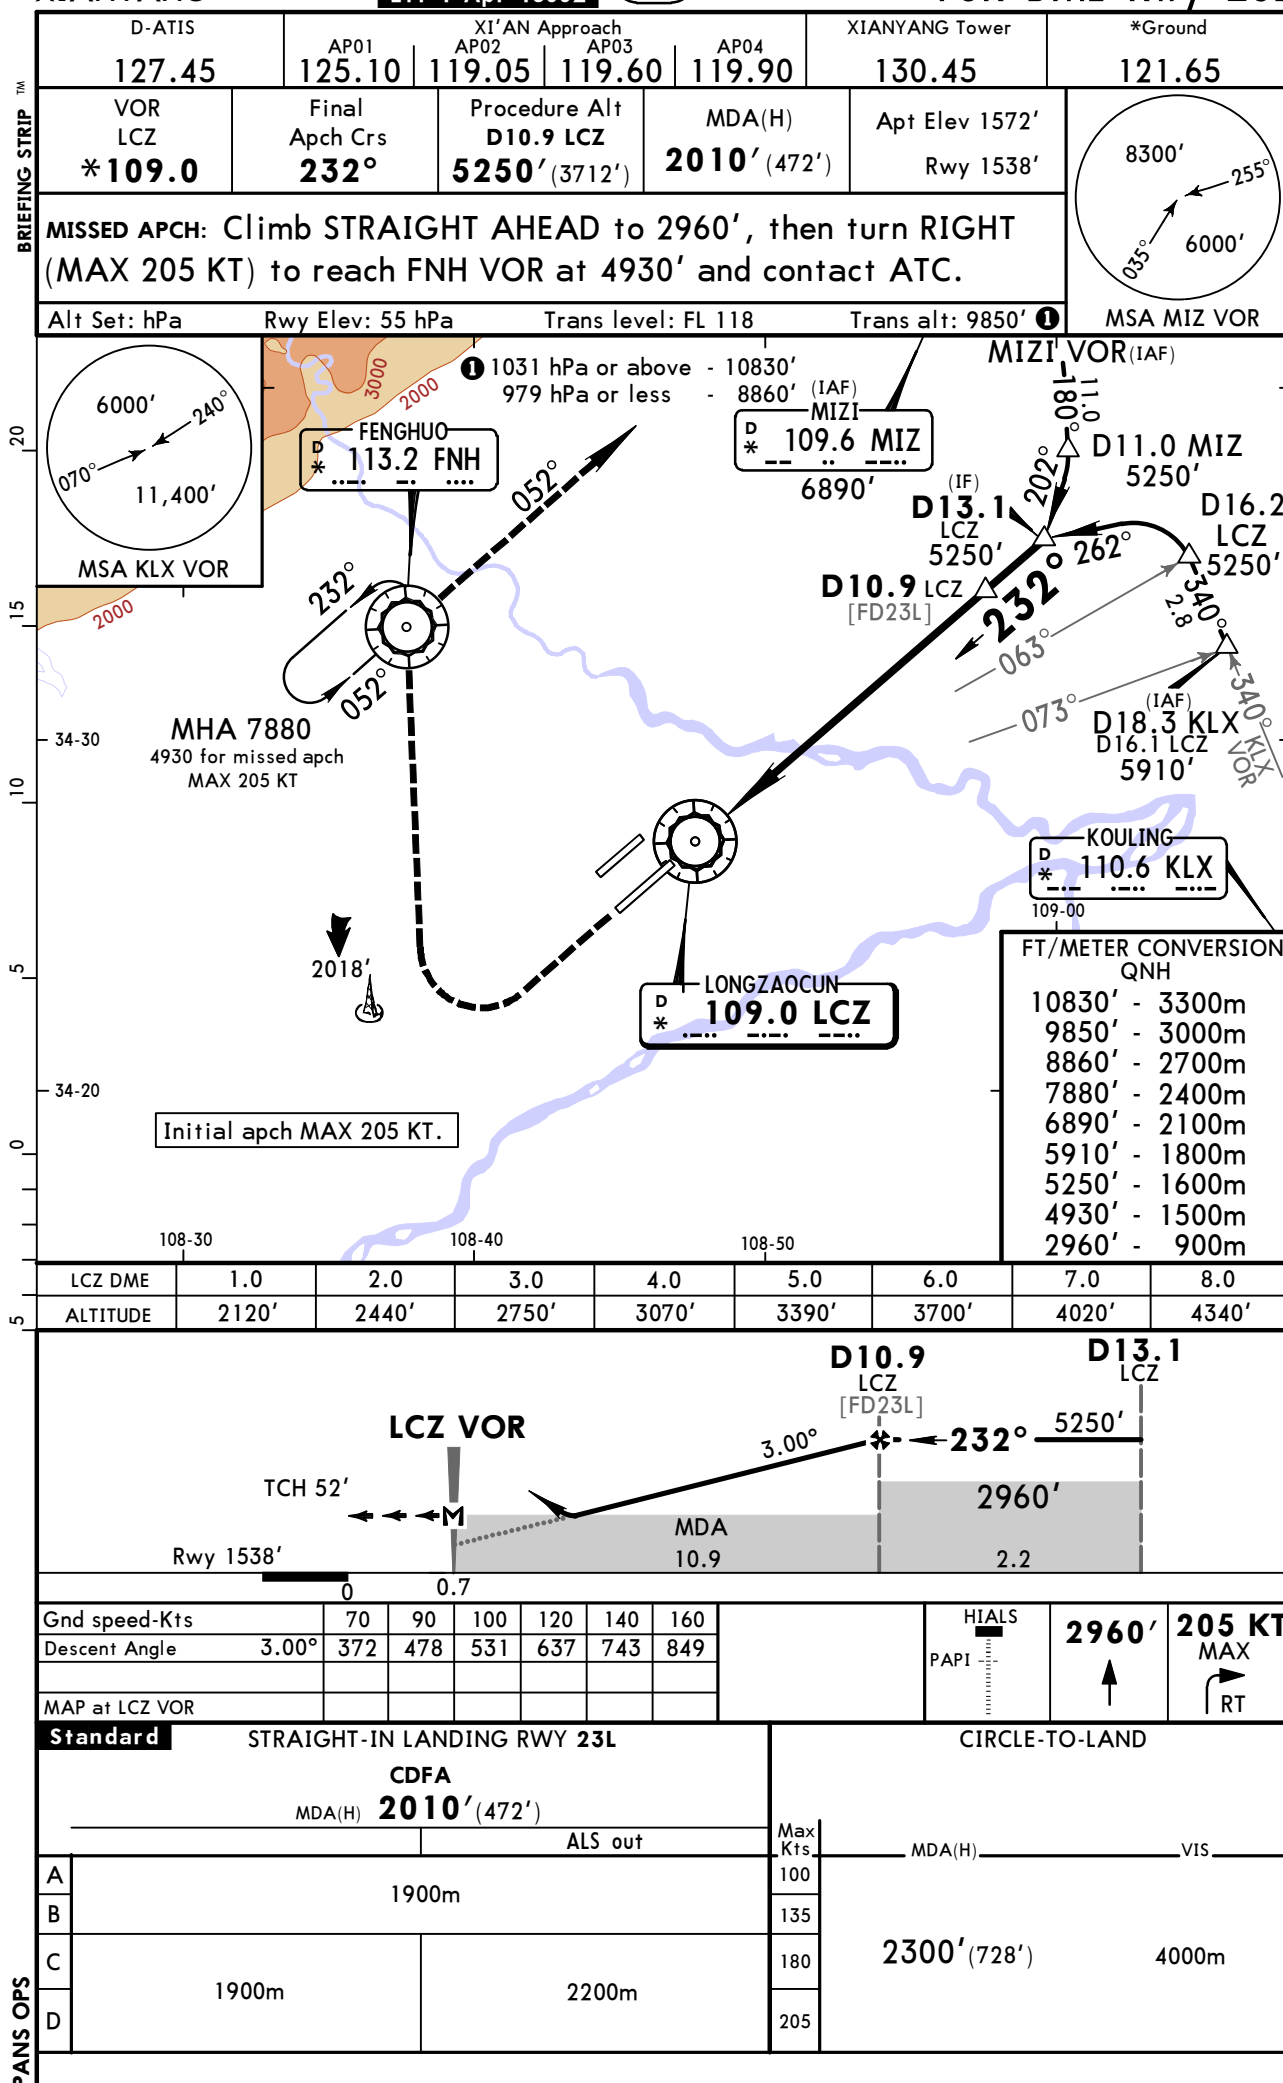 D-ATIS
127.45
XI'AN Approach
AP01 AP02 AP03 AP04
125.10 119.05 119.60 119.90
XIANYANG Tower
130.45
*Ground
121.65
BRIEFING STRIP TM
VOR
LCZ
*109.0
Final
Apch Crs
232°
Procedure Alt
D10.9 LCZ
5250'(3712')
MDA(H)
2010'(472')
Apt Elev 1572'
Rwy 1538'
8300'
255°
6000'
035°
MSA MIZ VOR
MISSED APCH: Climb STRAIGHT AHEAD to 2960', then turn RIGHT
(MAX 205 KT) to reach FNH VOR at 4930' and contact ATC.
Alt Set: hPa Rwy Elev: 55 hPa Trans level: FL 118 Trans alt: 9850' 1
6000'
240°
070°
11,400'
MSA KLX VOR
3000
2000
2000
1 1031 hPa or above - 10830'
979 hPa or less - 8860'
FENGHUO
D
* 113.2 FNH
052°
(IAF)
MIZI
D
* 109.6 MIZ
6890'
MIZI VOR(IAF)
180°
11.0
D11.0 MIZ
5250'
202°
(IF)
D13.1
LCZ
5250'
262°
D16.2
LCZ
5250'
D10.9 LCZ
[FD23L]
232°
340°
2.8
063°
073°
(IAF)
D18.3 KLX
D16.1 LCZ
5910'
340°
KLX
VOR
232°
052°
MHA 7880
4930 for missed apch
MAX 205 KT
34-30
20
15
10
5
0
5
KOULING
D
* 110.6 KLX
109-00
2018'
LONGZAOCUN
D
* 109.0 LCZ
34-20
Initial apch MAX 205 KT.
108-30
108-40
108-50
FT/METER CONVERSION
QNH
10830' - 3300m
9850' - 3000m
8860' - 2700m
7880' - 2400m
6890' - 2100m
5910' - 1800m
5250' - 1600m
4930' - 1500m
2960' - 900m
LCZ DME 1.0 2.0 3.0 4.0 5.0 6.0 7.0 8.0
ALTITUDE 2120' 2440' 2750' 3070' 3390' 3700' 4020' 4340'
D10.9
LCZ
[FD23L]
D13.1
LCZ
LCZ VOR
3.00°
232°
5250'
TCH 52'
M
2960'
MDA
Rwy 1538'
10.9
2.2
0
0.7
Gnd speed-Kts 70 90 100 120 140 160
Descent Angle 3.00° 372 478 531 637 743 849
MAP at LCZ VOR
HIALS
PAPI
2960'
205 KT
MAX
RT
Standard
STRAIGHT-IN LANDING RWY 23L
CIRCLE-TO-LAND
CDFA
MDA(H) 2010'(472')
ALS out
Max
Kts
MDA(H)
VIS
A
B
C
D
1900m
1900m
2200m
100
135
180
205
2300'(728')
4000m
PANS OPS